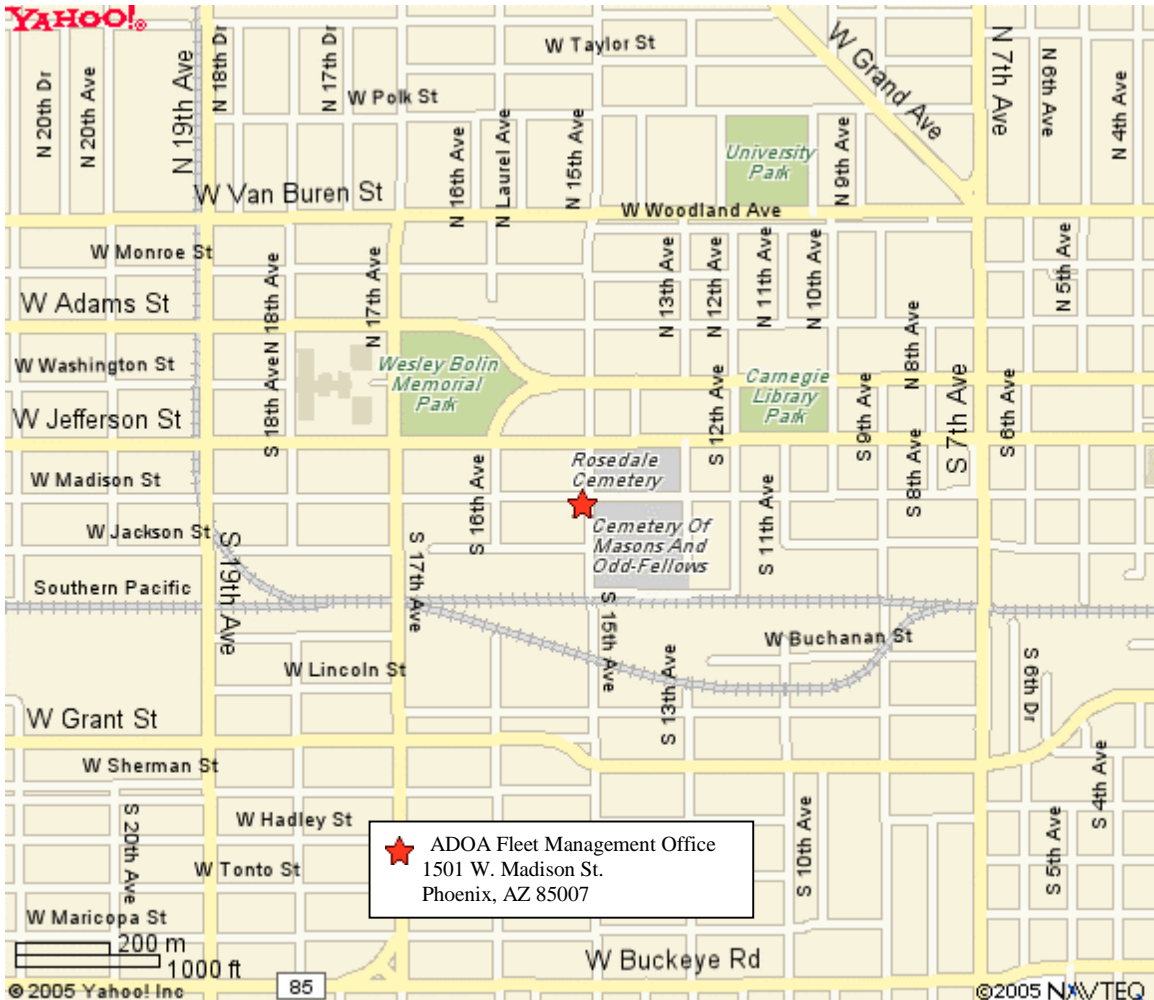 YAHOO!®
W Taylor St
W Grand Ave
N 7th Ave
N 6th Ave
N 4th Ave
N 20th Dr
N 20th Ave
N 19th Ave
N 18th Dr
N 17th Dr
W Polk St
N 16th Ave
N Laurel Ave
N 15th Ave
University
Park
N 9th Ave
W Van Buren St
W Woodland Ave
W Monroe St
N 18th Ave
N 17th Ave
N 13th Ave
N 12th Ave
N 11th Ave
N 10th Ave
N 5th Ave
W Adams St
N 8th Ave
W Washington St
Wesley Bolin
Memorial
Park
Carnegie
Library
Park
S 18th Ave
S 12th Ave
S 9th Ave
S 7th Ave
S 6th Ave
W Jefferson St
S 8th Ave
W Madison St
Rosedale
Cemetery
S 16th Ave
S 11th Ave
W Jackson St
Cemetery Of
Masons And
Odd-Fellows
S 19th Ave
S 17th Ave
Southern Pacific
S 15th Ave
W Buchanan St
W Lincoln St
S 13th Ave
S 6th Dr
W Grant St
W Sherman St
S 20th Ave
W Hadley St
S 10th Ave
S 5th Ave
S 4th Ave
ADOA Fleet Management Office
1501 W. Madison St.
Phoenix, AZ 85007
W Tonto St
W Maricopa St
200 m
1000 ft
W Buckeye Rd
85
© 2005 Yahoo! Inc
©2005 NAVTEQ